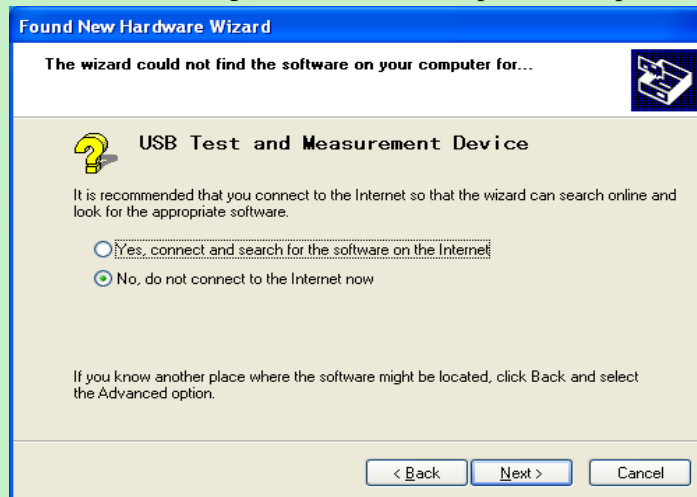 Found New Hardware Wizard
The wizard could not find the software on your computer for...
USB Test and Measurement Device
It is recommended that you connect to the Internet so that the wizard can search online and
look for the appropriate software.
Yes, connect and search for the software on the Internet
No, do not connect to the Internet now
If you know another place where the software might be located, click Back and select
the Advanced option.
< Back Next > Cancel